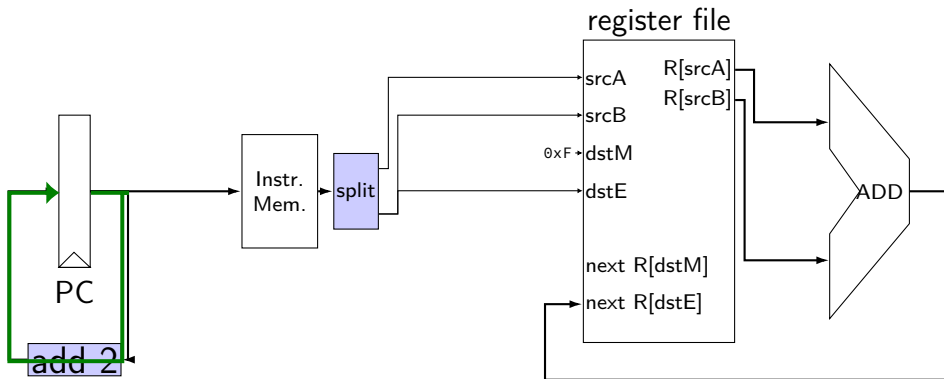 register file
srcA
R[srcA]
R[srcB]
srcB
0xF
dstM
Instr.
Mem.
split
dstE
ADD
next R[dstM]
PC
next R[dstE]
add 2